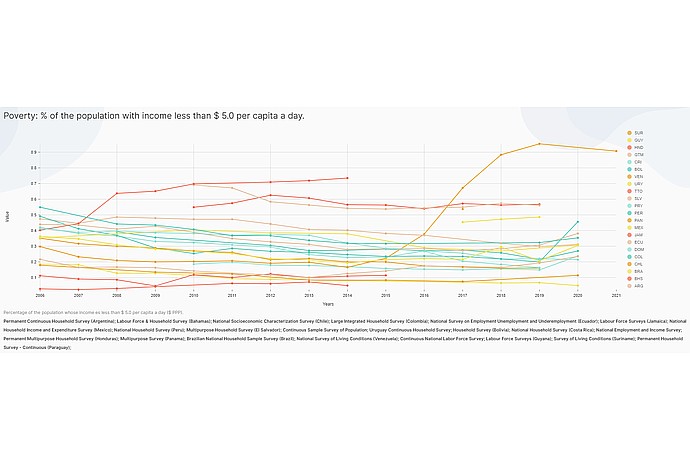 Poverty: % of the population with income less than $ 5.0 per capita a day.
SUR
GUY
HND
GTM
CRI
BOL
VEN
URY
TTO
SLV
PRY
PER
PAN
MEX
JAM
ECU
DOM
COL
CHL
BRA
BHS
ARG
0.9
0.8
0.7
0.6
0.5
0.4
0.3
0.2
0.1
Value
2006 2007 2008 2009 2010 2011 2012 2013 2014 2015 2016 2017 2018 2019 2020 2021
Years
Percentage of the population whose income es less than $ 5.0 per capita a day ($ PPP).
Permanent Continuous Household Survey (Argentina); Labour Force & Household Survey (Bahamas); National Socioeconomic Characterization Survey (Chile); Large Integrated Household Survey (Colombia); National Survey on Employment Unemployment and Underemployment (Ecuador); Labour Force Surveys (Jamaica); National
Household Income and Expenditure Survey (Mexico); National Household Survey (Peru); Multipurpose Household Survey (El Salvador); Continuous Sample Survey of Population; Uruguay Continuous Household Survey; Household Survey (Bolivia); National Household Survey (Costa Rica); National Employment and Income Survey;
Permanent Multipurpose Household Survey (Honduras); Multipurpose Survey (Panama); Brazilian National Household Sample Survey (Brazil); National Survey of Living Conditions (Venezuela); Continuous National Labor Force Survey; Labour Force Surveys (Guyana); Survey of Living Conditions (Suriname); Permanent Household
Survey - Continuous (Paraguay);